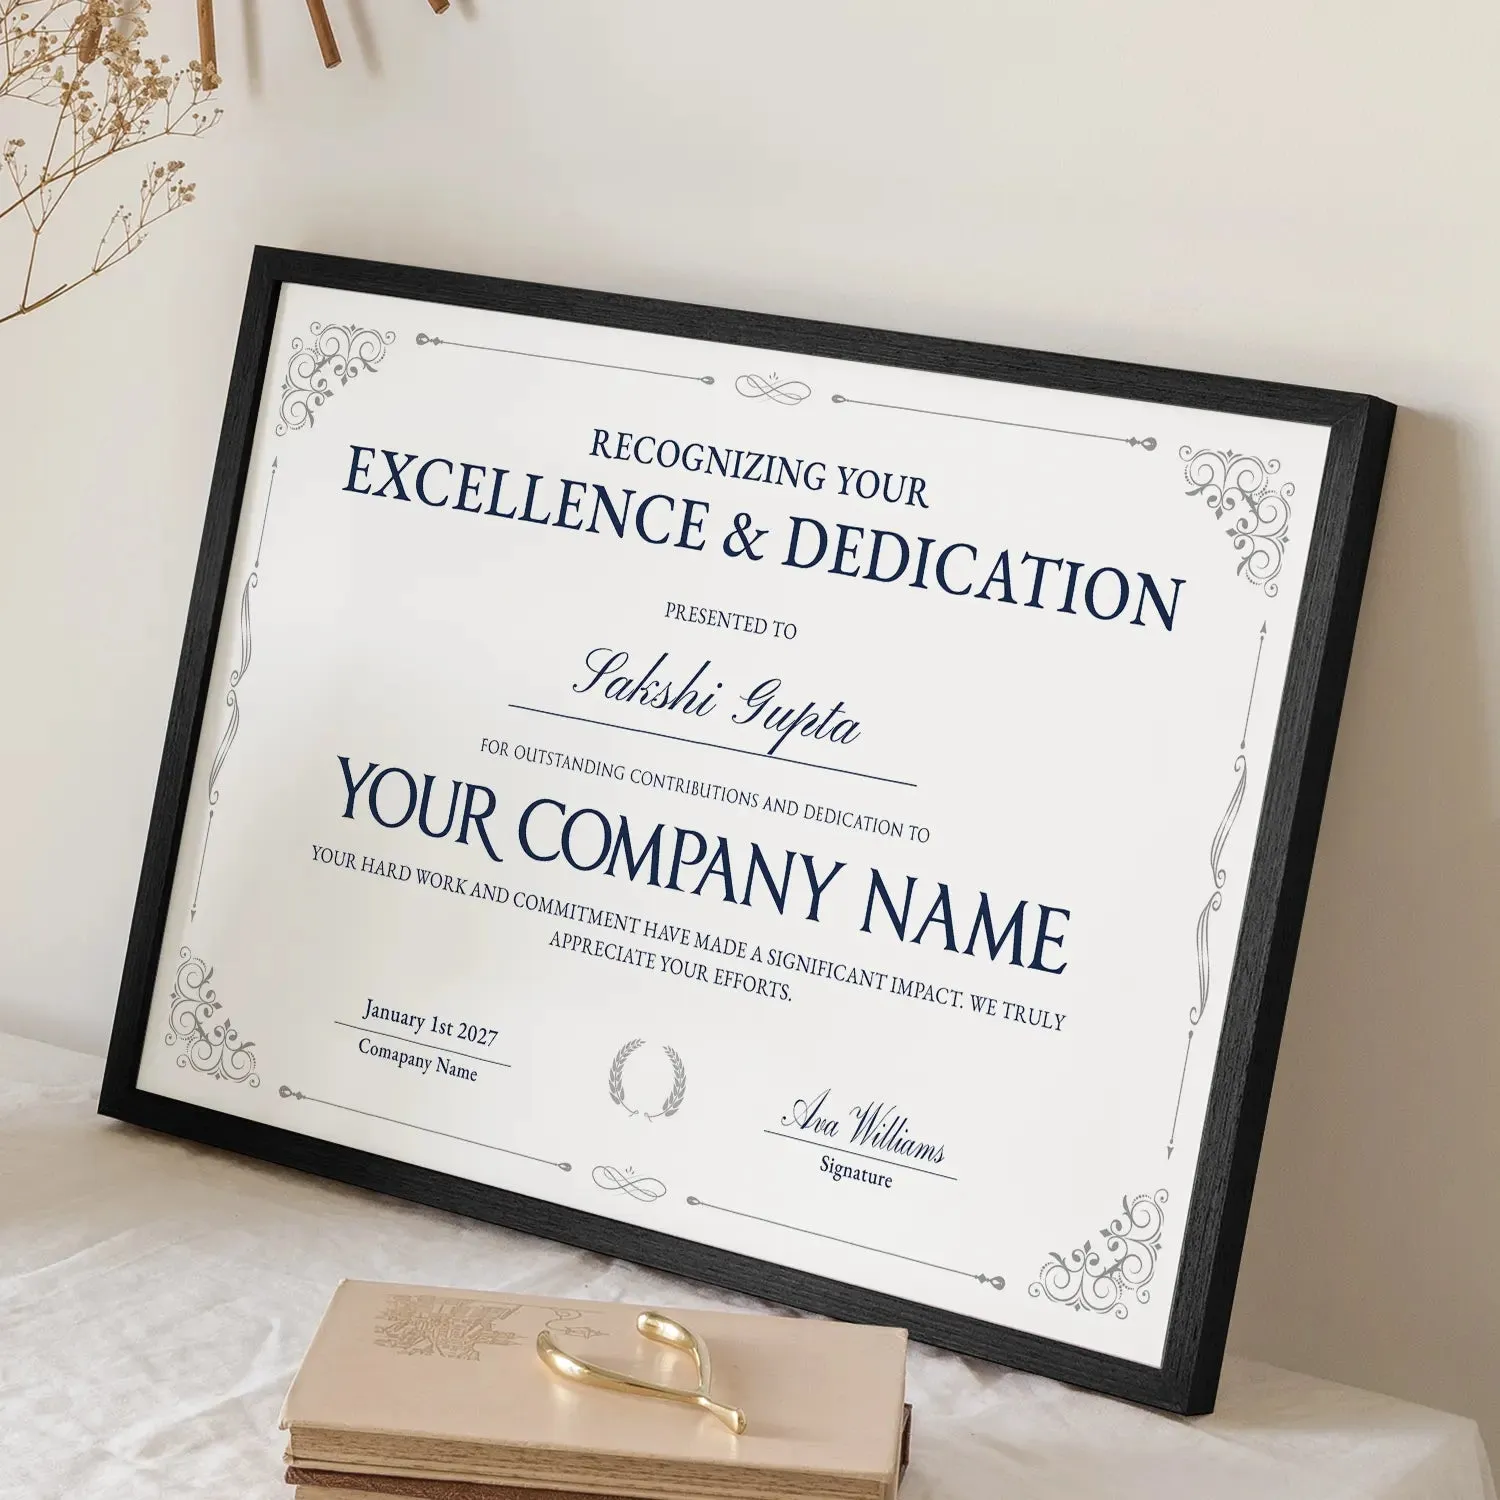 RECOGNIZING YOUR
EXCELLENCE & DEDICATION
PRESENTED TO
Sakshi Gupta
FOR OUTSTANDING CONTRIBUTIONS AND DEDICATION TO
YOUR COMPANY NAME
YOUR HARD WORK AND COMMITMENT HAVE MADE A SIGNIFICANT IMPACT. WE TRULY
APPRECIATE YOUR EFFORTS.
January 1st 2027
Comapany Name
Ava Williams
Signature